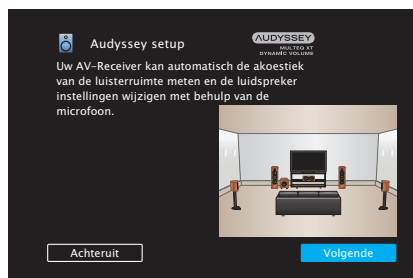 Audyssey setup
AUDYSSEY
MULTEQ XT
DYNAMIC VOLUME
Uw AV-Receiver kan automatisch de akoestiek
van de luisterruimte meten en de luidspreker
instellingen wijzigen met behulp van de
microfoon.
Achteruit
Volgende